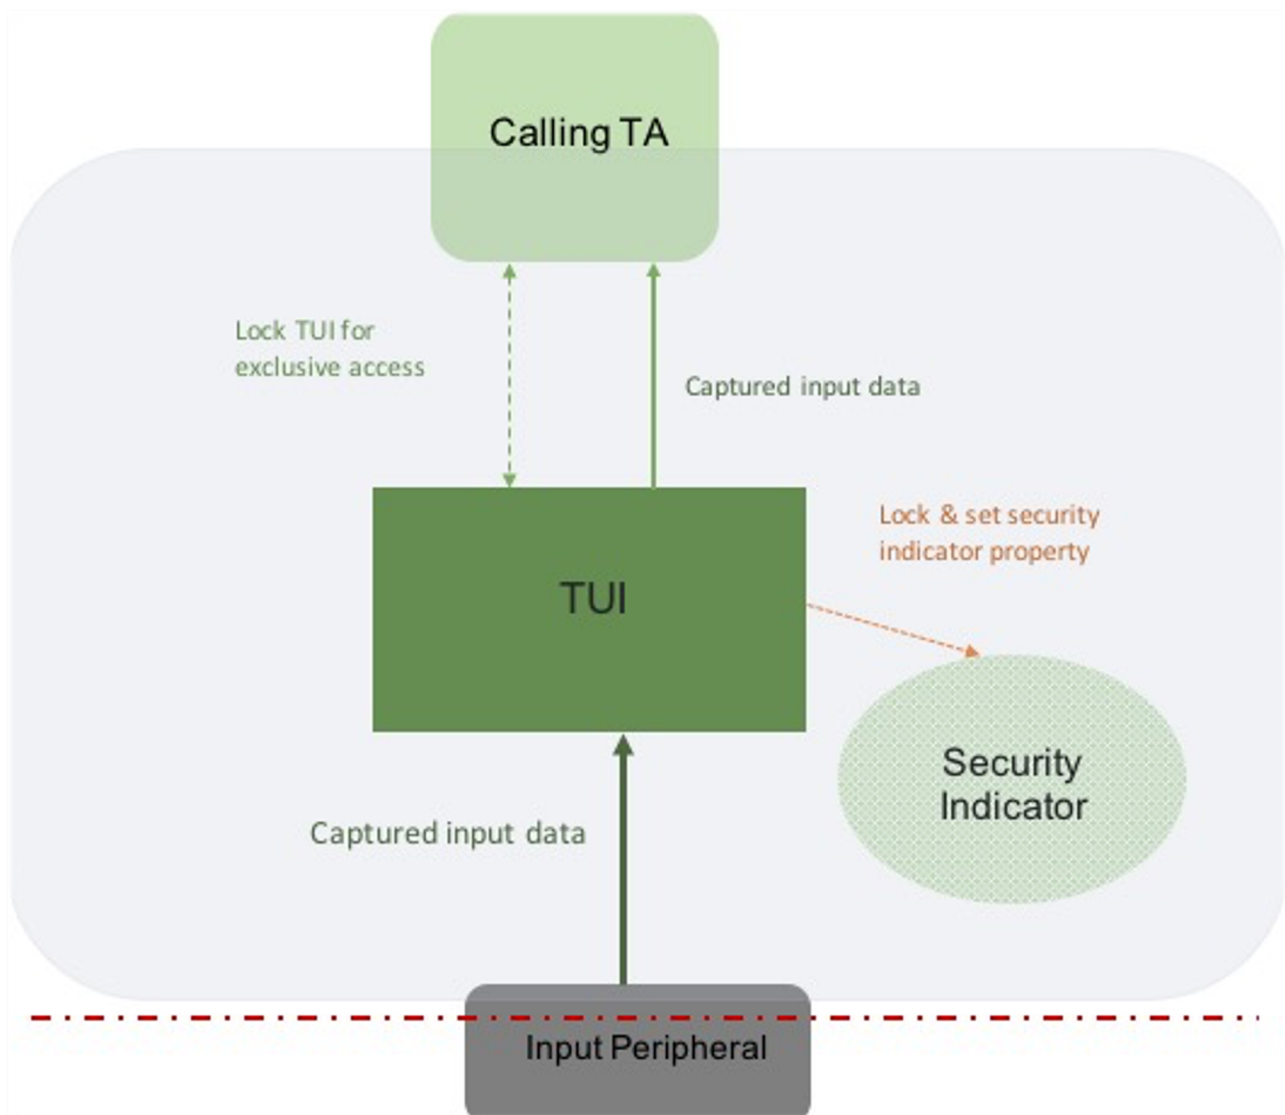 Calling TA
Lock TUI for
exclusive access
Captured input data
Lock & set security
indicator property
TUI
Security
Indicator
Captured input data
Input Peripheral